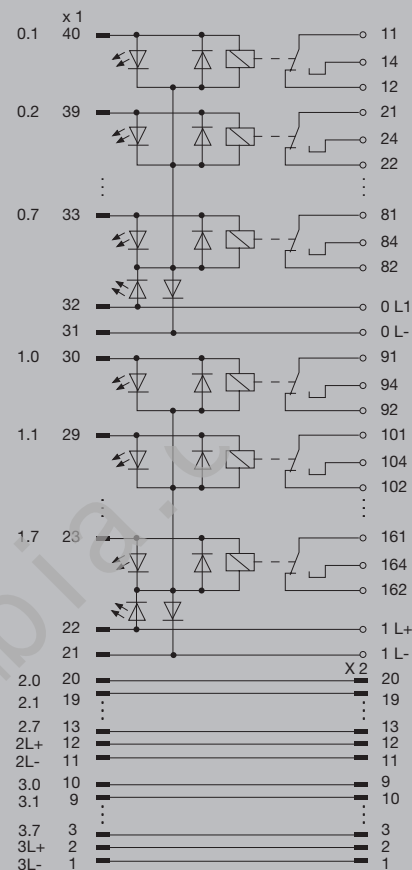 x 1
0.1 40 11
14
12
0.2 39 21
24
22
0.7 33 81
84
82
32 0 L1
31 0 L-
1.0 30 91
94
92
1.1 29 101
104
102
1.7 23 161
164
162
22 1 L+
21 1 L-
X 2
2.0 20 20
2.1 19 19
2.7 13 13
2L+ 12 12
2L- 11 11
3.0 10 9
3.1 9 10
3.7 3 3
3L+ 2 2
3L- 1 1
bia.c